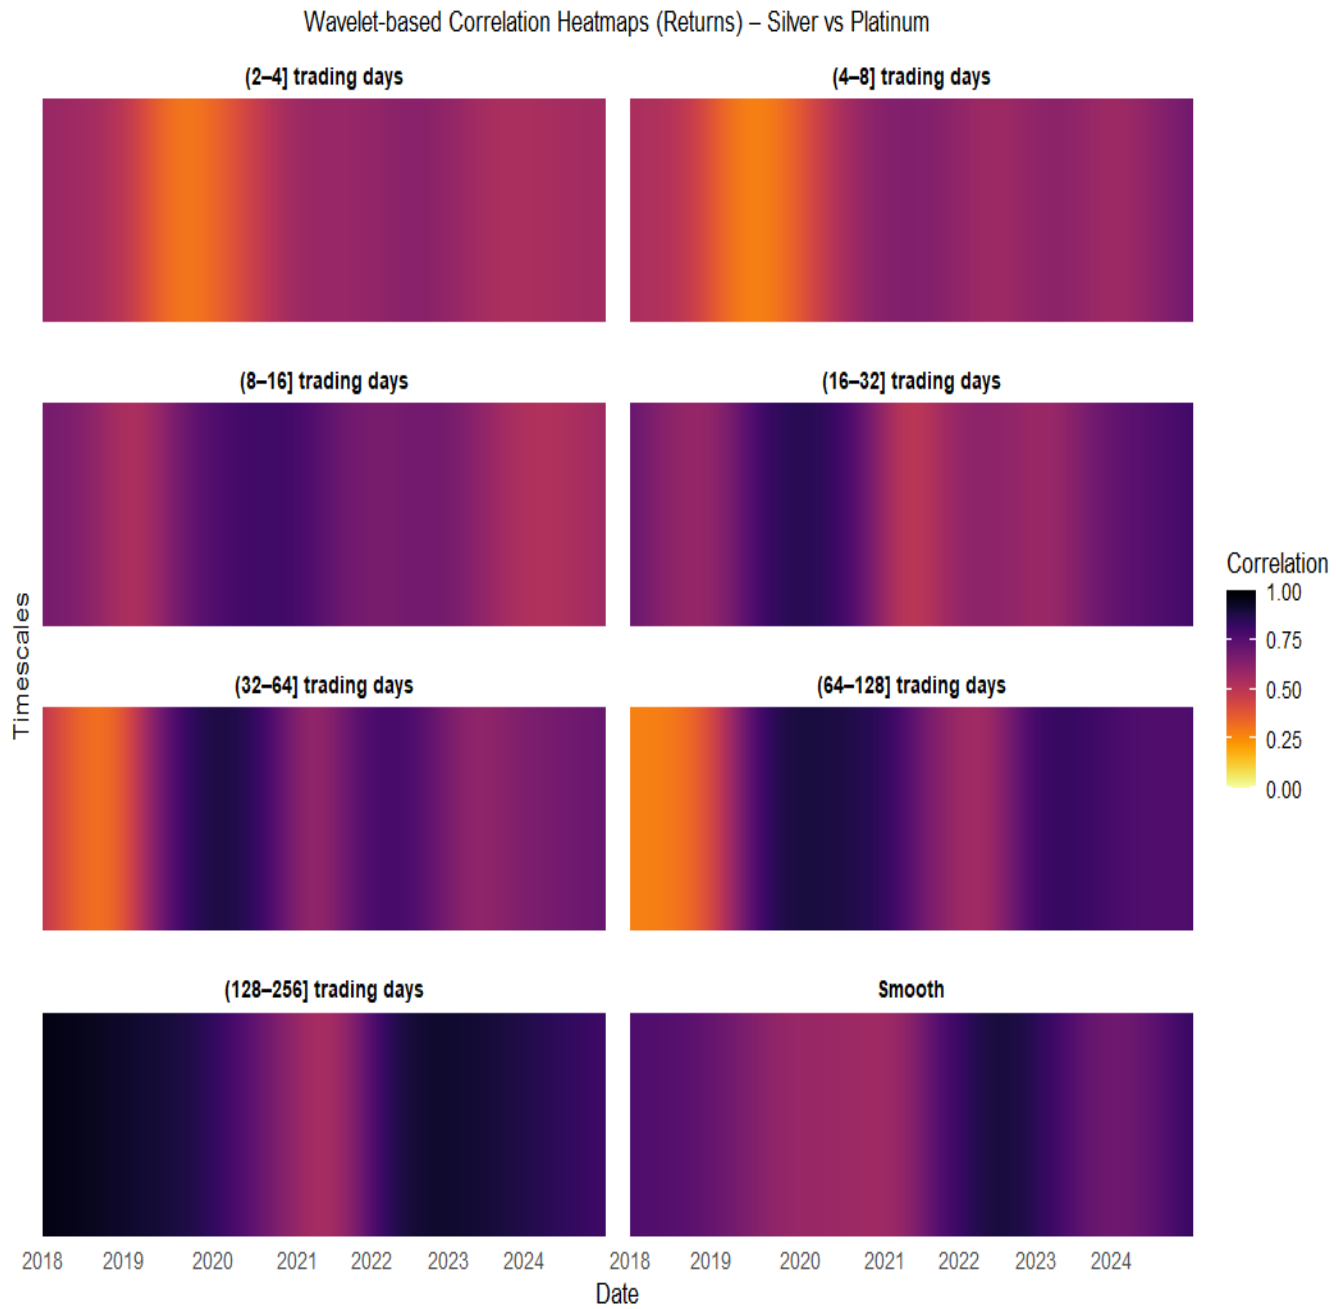 Wavelet-based Correlation Heatmaps (Returns) – Silver vs Platinum
(2–4] trading days
(4–8] trading days
(8–16] trading days
(16–32] trading days
(32–64] trading days
(64–128] trading days
(128–256] trading days
Smooth
Timescales
Correlation
1.00
0.75
0.50
0.25
0.00
2018 2019 2020 2021 2022 2023 2024
2018 2019 2020 2021 2022 2023 2024
Date